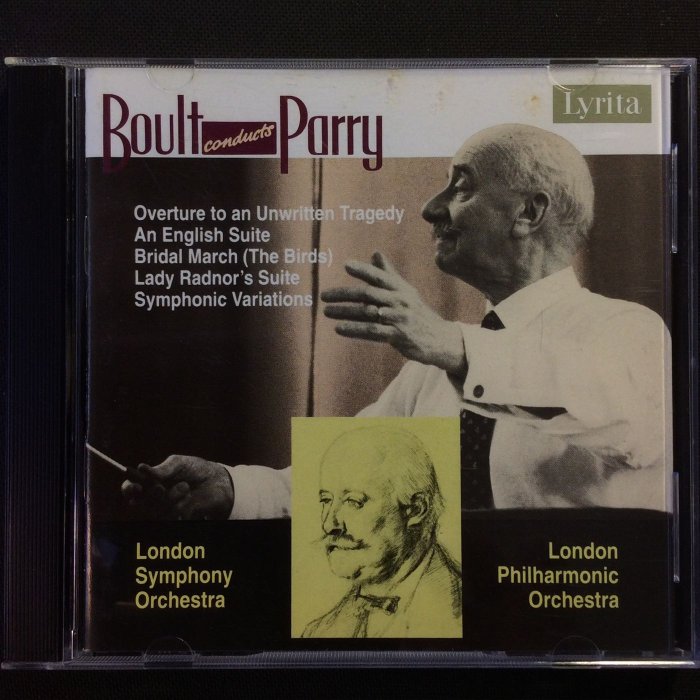 Boult conducts Parry
Lyrita
Overture to an Unwritten Tragedy
An English Suite
Bridal March (The Birds)
Lady Radnor's Suite
Symphonic Variations
London
Symphony
Orchestra
London
Philharmonic
Orchestra